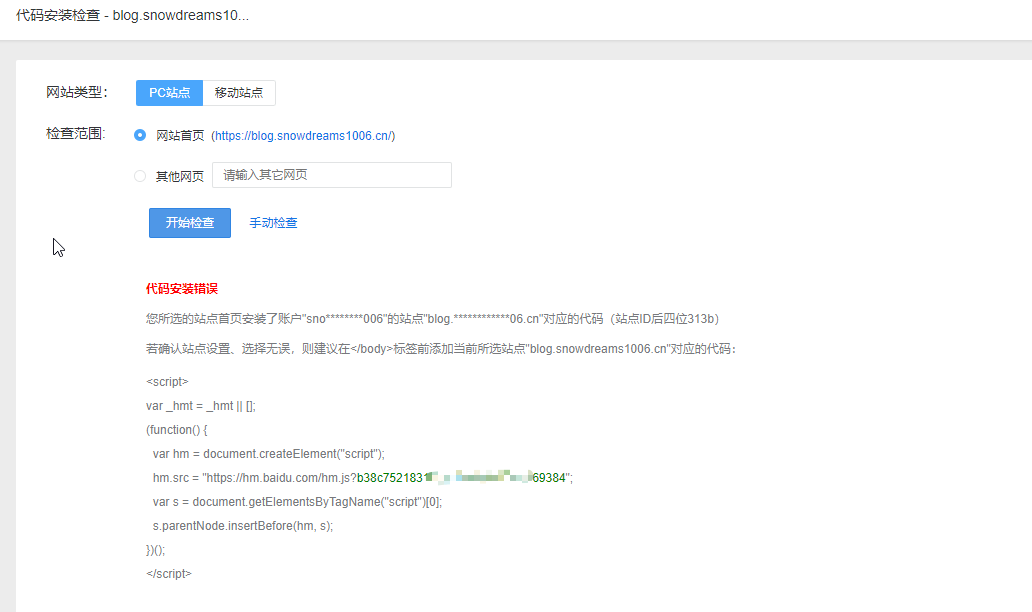 代码安装检查 - blog.snowdreams10...
网站类型： PC站点 移动站点
检查范围: 网站首页 (https://blog.snowdreams1006.cn/)
其他网页 请输入其它网页
开始检查 手动检查
代码安装错误
您所选的站点首页安装了账户"sno********006"的站点"blog.************06.cn"对应的代码（站点ID后四位313b）
若确认站点设置、选择无误，则建议在</body>标签前添加当前所选站点"blog.snowdreams1006.cn"对应的代码：
<script>
var _hmt = _hmt || [];
(function() {
var hm = document.createElement("script");
hm.src = "https://hm.baidu.com/hm.js?b38c7521831 69384";
var s = document.getElementsByTagName("script")[0];
s.parentNode.insertBefore(hm, s);
})();
</script>